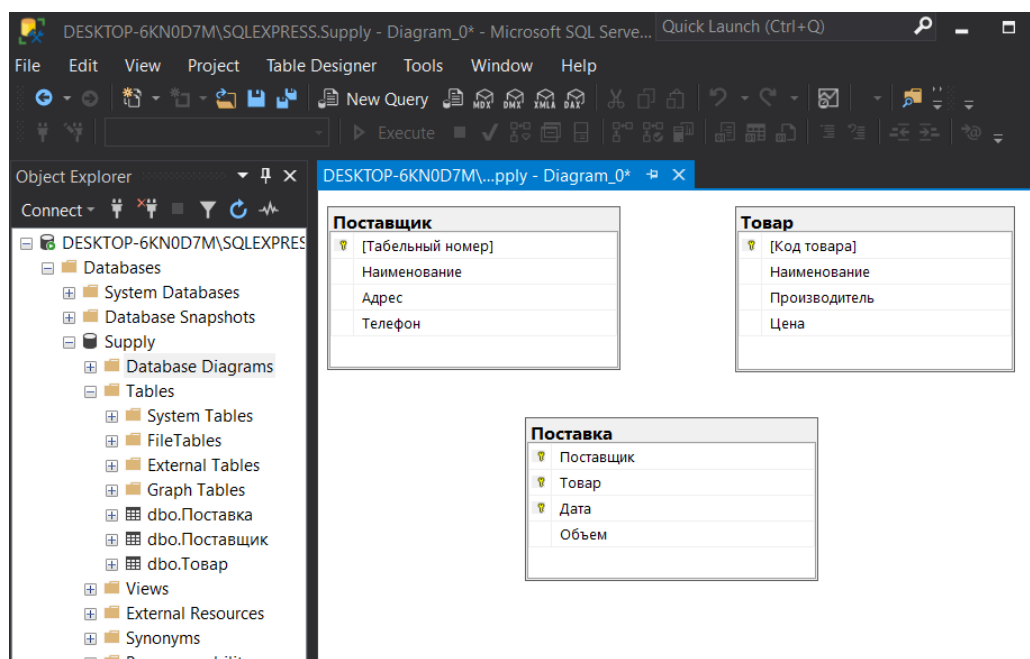 DESKTOP-6KN0D7M\SQLEXPRESS.Supply - Diagram_0* - Microsoft SQL Serve...
Quick Launch (Ctrl+Q)
File Edit View Project Table Designer Tools Window Help
New Query MDX DMX XMLA DAX
Execute
Object Explorer
DESKTOP-6KN0D7M\...pply - Diagram_0*
Connect
DESKTOP-6KN0D7M\SQLEXPRES
Databases
System Databases
Database Snapshots
Supply
Database Diagrams
Tables
System Tables
FileTables
External Tables
Graph Tables
dbo.Поставка
dbo.Поставщик
dbo.Товар
Views
External Resources
Synonyms
Поставщик
[Табельный номер]
Наименование
Адрес
Телефон
Товар
[Код товара]
Наименование
Производитель
Цена
Поставка
Поставщик
Товар
Дата
Объем